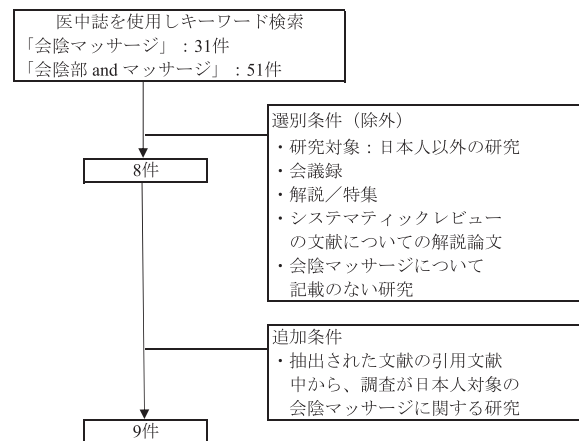 医中誌を使用しキーワード検索
「会陰マッサージ」：31件
「会陰部 and マッサージ」：51件
選別条件（除外）
・研究対象：日本人以外の研究
・会議録
・解説／特集
・システマティックレビュー
の文献についての解説論文
・会陰マッサージについて
記載のない研究
8件
追加条件
・抽出された文献の引用文献
中から、調査が日本人対象の
会陰マッサージに関する研究
9件